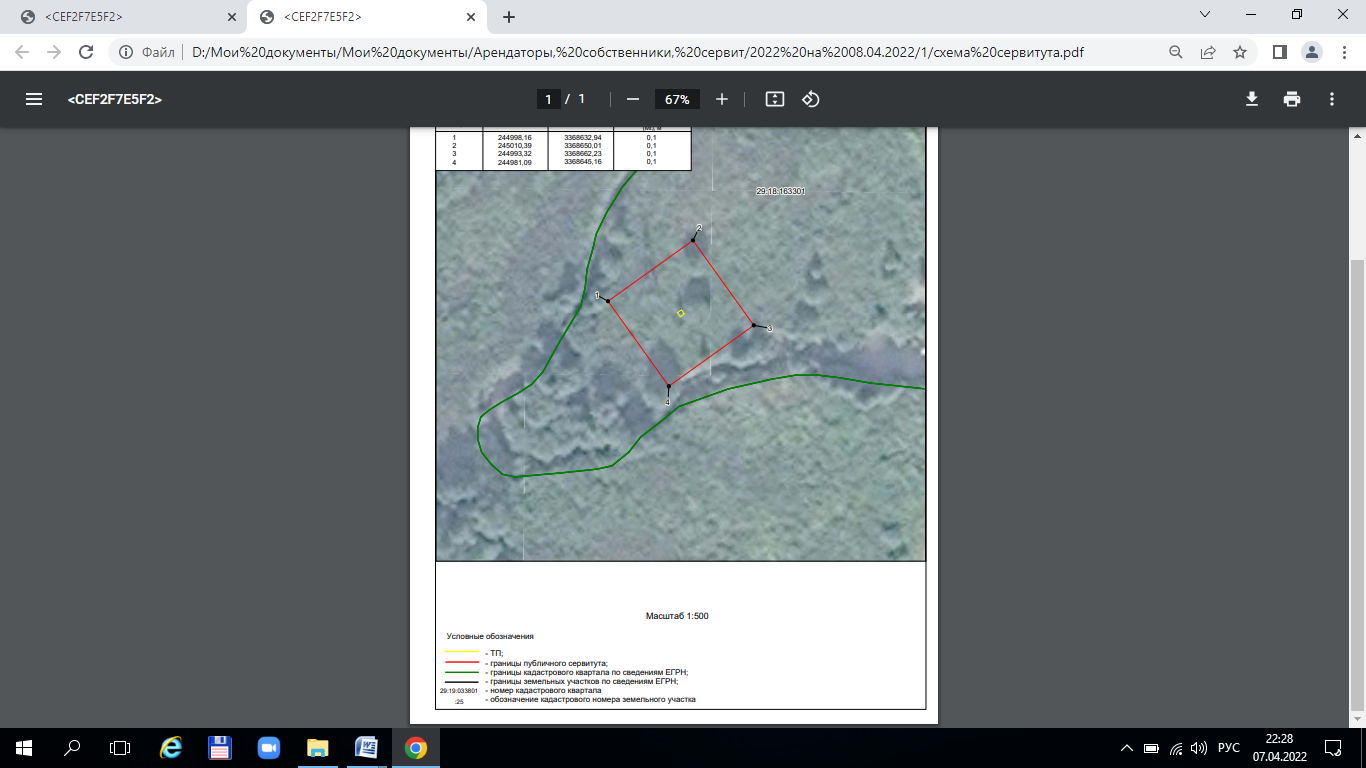 <CEF2F7E5F2>
<CEF2F7E5F2>
Файл
D:/Мои%20документы/Мои%20документы/Арендаторы,%20собственники,%20сервит/2022%20на%2008.04.2022/1/схема%20сервитута.pdf
<CEF2F7E5F2>
1 / 1
67%
1 244998,16 3368632,94 0,1
2 245010,39 3368650,01 0,1
3 244993,32 3368662,23 0,1
4 244981,09 3368645,16 0,1
29:18:163301
2
1
3
4
Масштаб 1:500
Условные обозначения
- ТП;
- границы публичного сервитута;
- границы кадастрового квартала по сведениям ЕГРН;
- границы земельных участков по сведениям ЕГРН;
29:19:033801 - номер кадастрового квартала
:25 - обозначение кадастрового номера земельного участка
РУС
22:28
07.04.2022